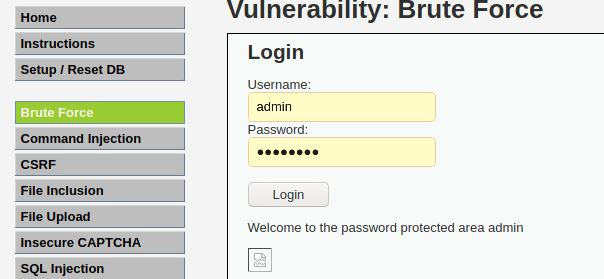 Vulnerability: Brute Force
Home
Instructions
Setup / Reset DB
Brute Force
Command Injection
CSRF
File Inclusion
File Upload
Insecure CAPTCHA
SQL Injection
Login
Username:
admin
Password:
●●●●●●●●
Login
Welcome to the password protected area admin